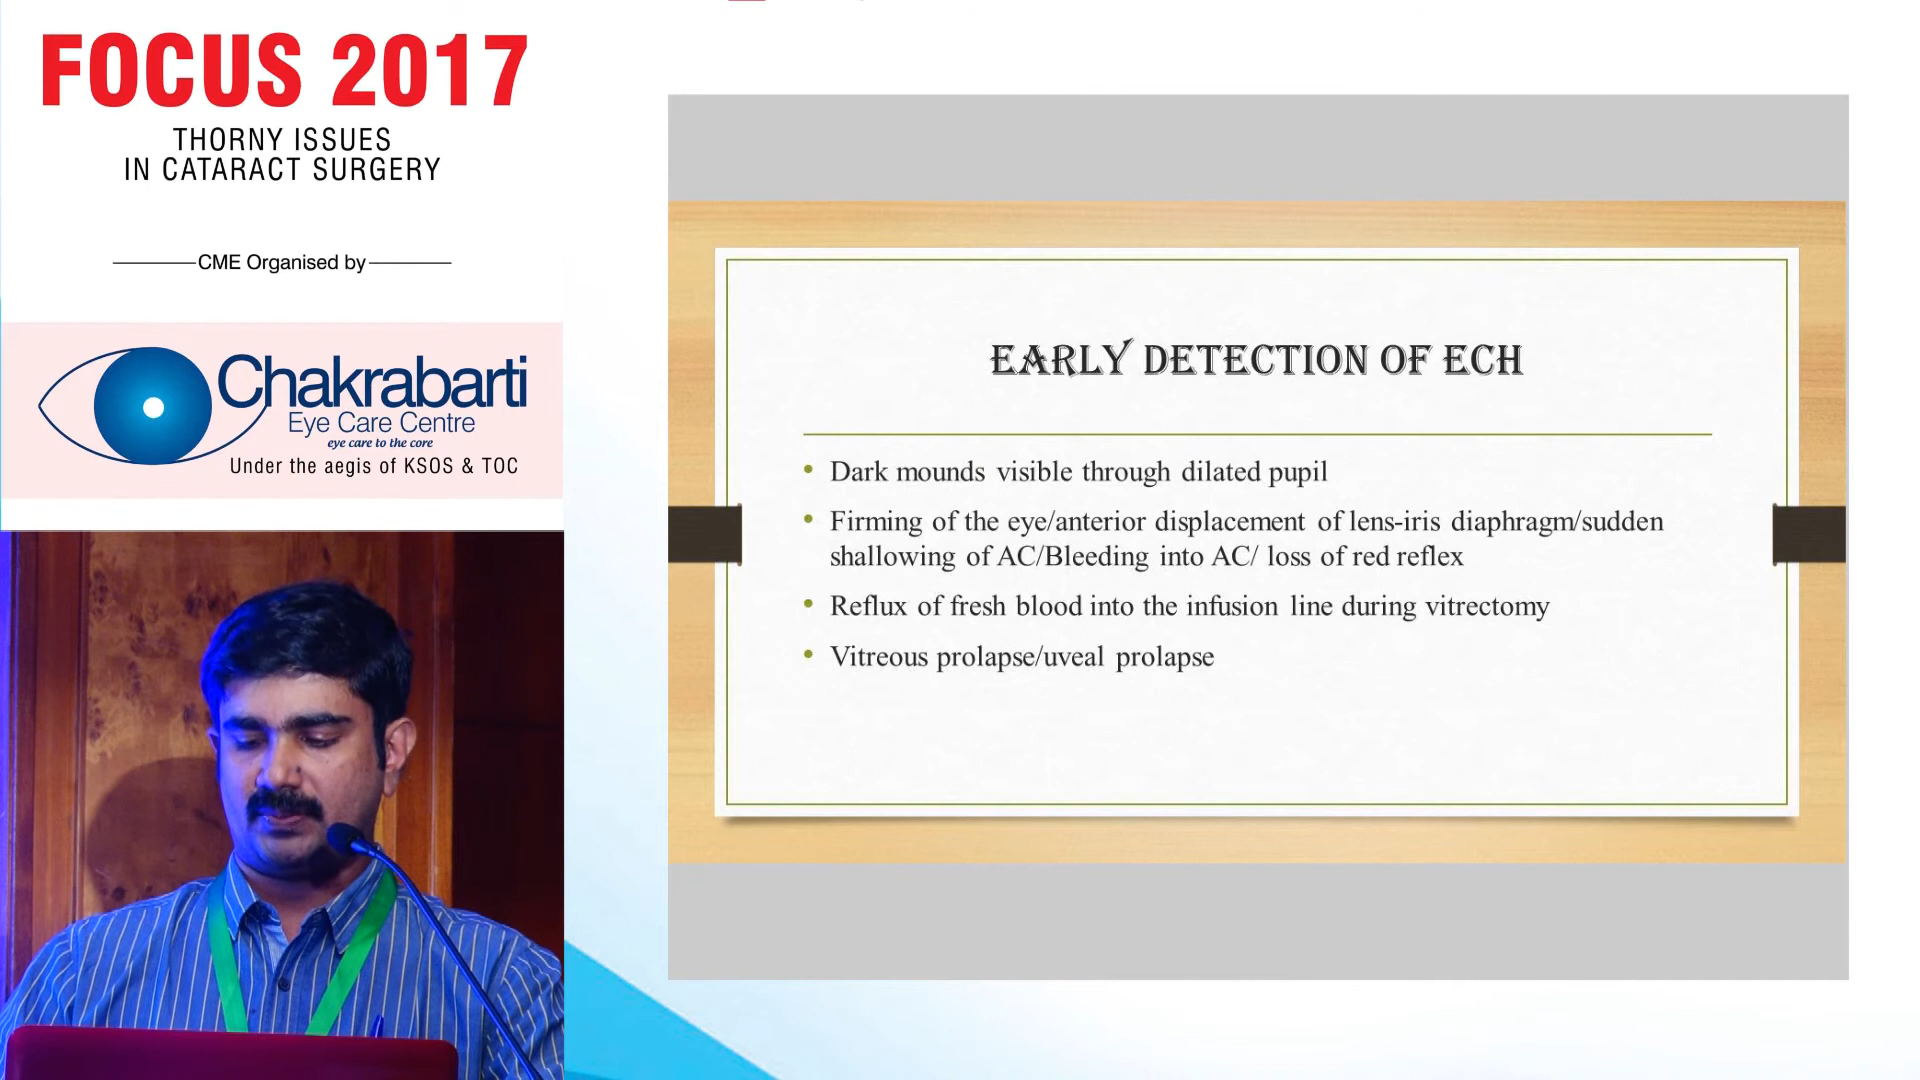 FOCUS 2017
THORNY ISSUES
IN CATARACT SURGERY
CME Organised by
Chakrabarti
Eye Care Centre
eye care to the core
Under the aegis of KSOS & TOC
EARLY DETECTION OF ECH
• Dark mounds visible through dilated pupil
• Firming of the eye/anterior displacement of lens-iris diaphragm/sudden
shallowing of AC/Bleeding into AC/ loss of red reflex
• Reflux of fresh blood into the infusion line during vitrectomy
• Vitreous prolapse/uveal prolapse